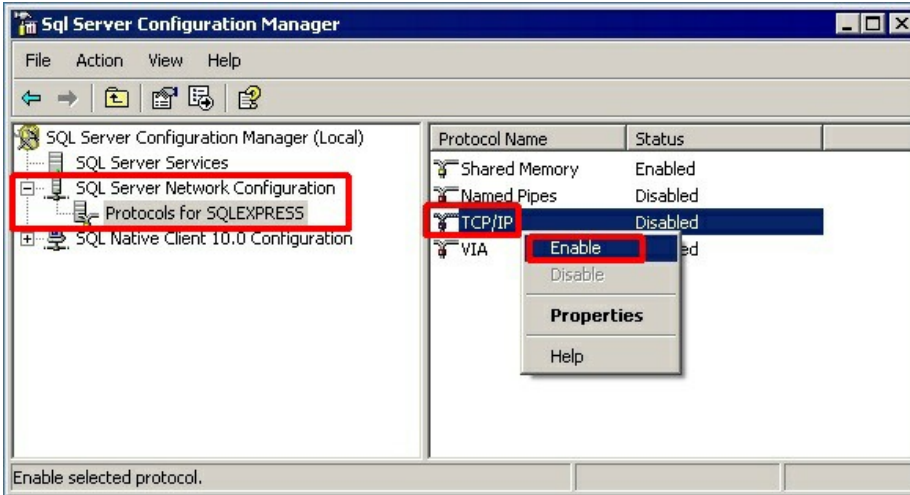 Sql Server Configuration Manager
File Action View Help
SQL Server Configuration Manager (Local)
SQL Server Services
SQL Server Network Configuration
Protocols for SQLEXPRESS
SQL Native Client 10.0 Configuration
Protocol Name Status
Shared Memory Enabled
Named Pipes Disabled
TCP/IP Disabled
VIA ed
Enable
Disable
Properties
Help
Enable selected protocol.